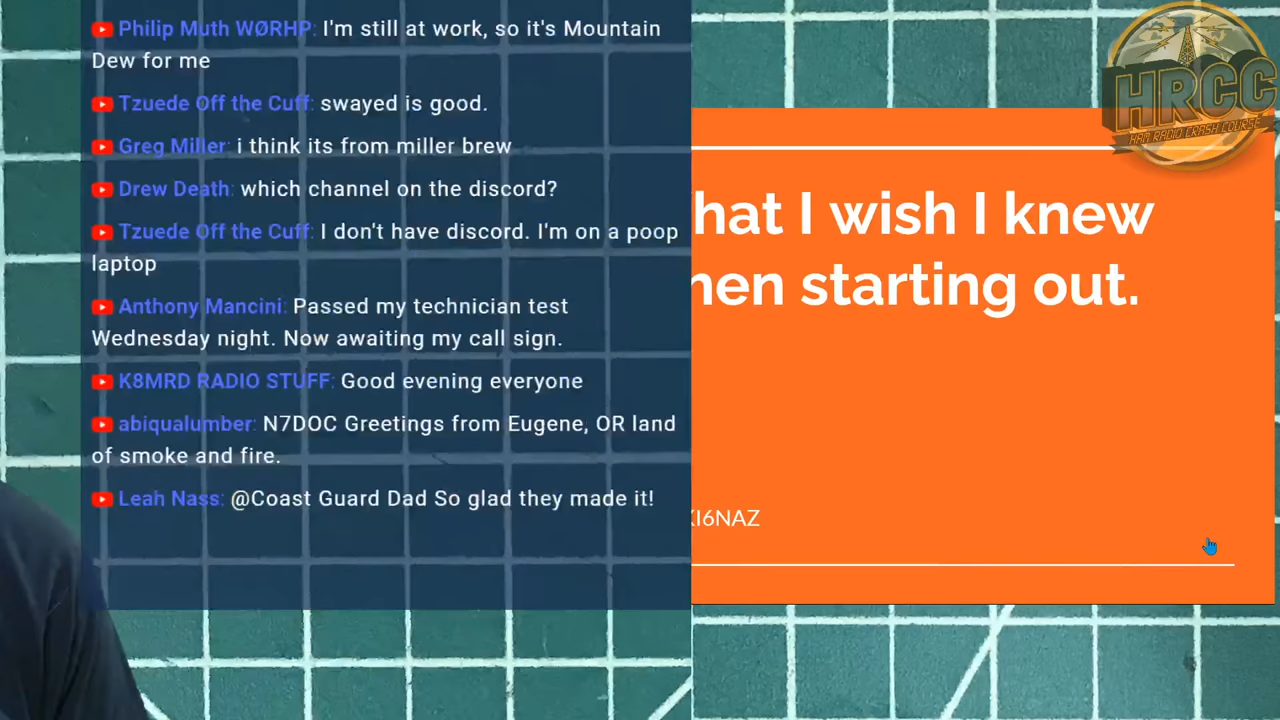 Philip Muth WØRHP: I'm still at work, so it's Mountain
Dew for me
Tzuede Off the Cuff: swayed is good.
Greg Miller: i think its from miller brew
Drew Death: which channel on the discord?
Tzuede Off the Cuff: I don't have discord. I'm on a poop
laptop
Anthony Mancini: Passed my technician test
Wednesday night. Now awaiting my call sign.
K8MRD RADIO STUFF: Good evening everyone
abiqualumber: N7DOC Greetings from Eugene, OR land
of smoke and fire.
Leah Nass: @Coast Guard Dad So glad they made it!
HRCC
HAM RADIO CRASH COURSE
hat I wish I knew
hen starting out.
KI6NAZ